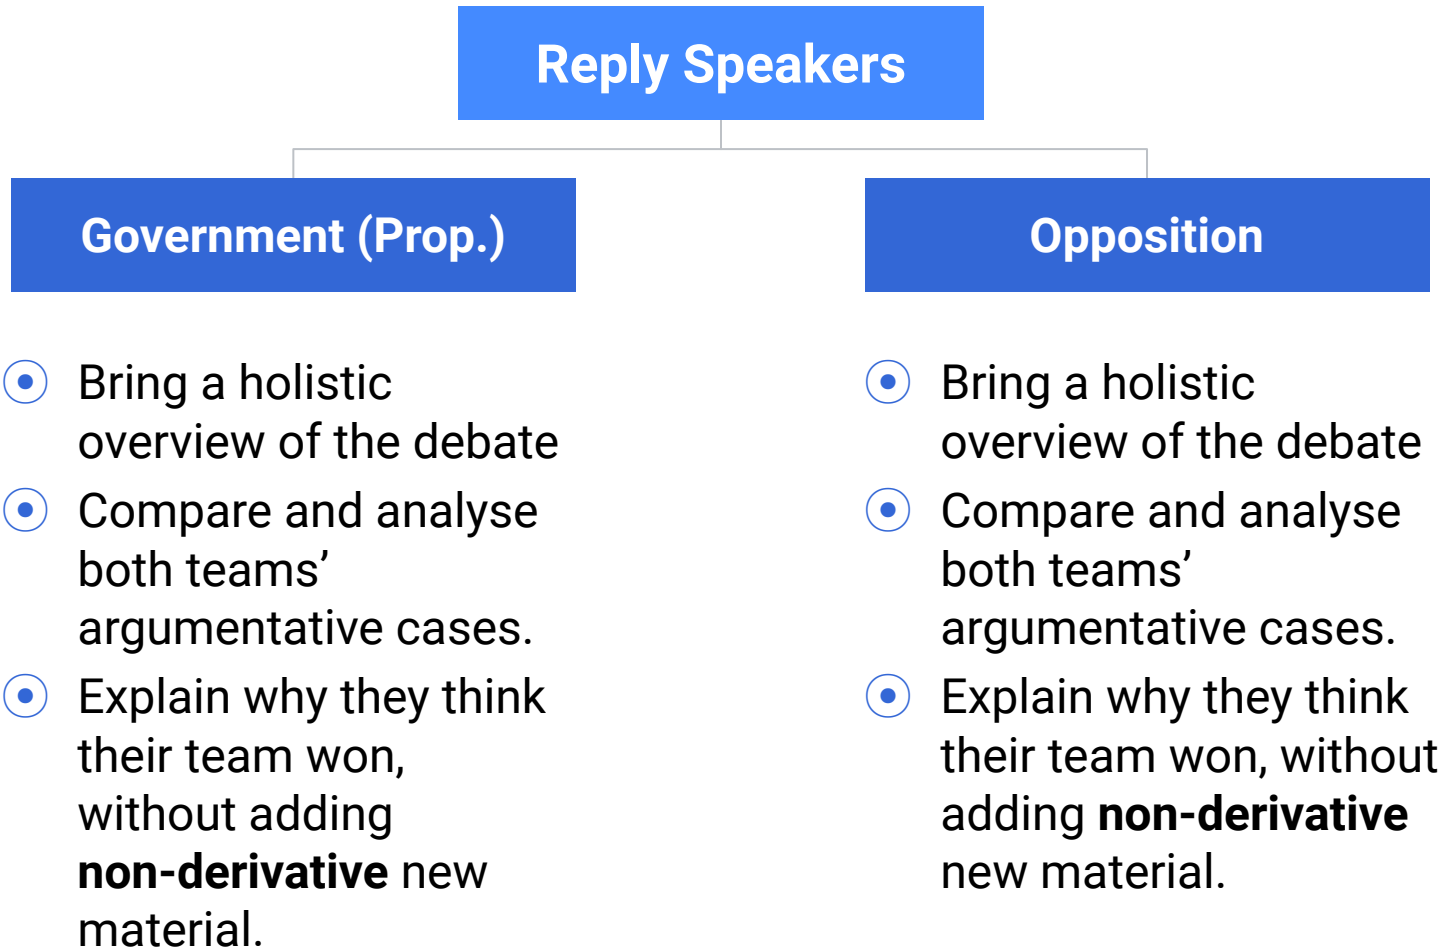 Reply Speakers
Government (Prop.)
Opposition
Bring a holistic
overview of the debate
Compare and analyse
both teams’
argumentative cases.
Explain why they think
their team won,
without adding
non-derivative new
material.
Bring a holistic
overview of the debate
Compare and analyse
both teams’
argumentative cases.
Explain why they think
their team won, without
adding non-derivative
new material.